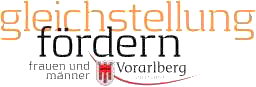 gleichstellung
fördern
frauen und
männer
Vorarlberg